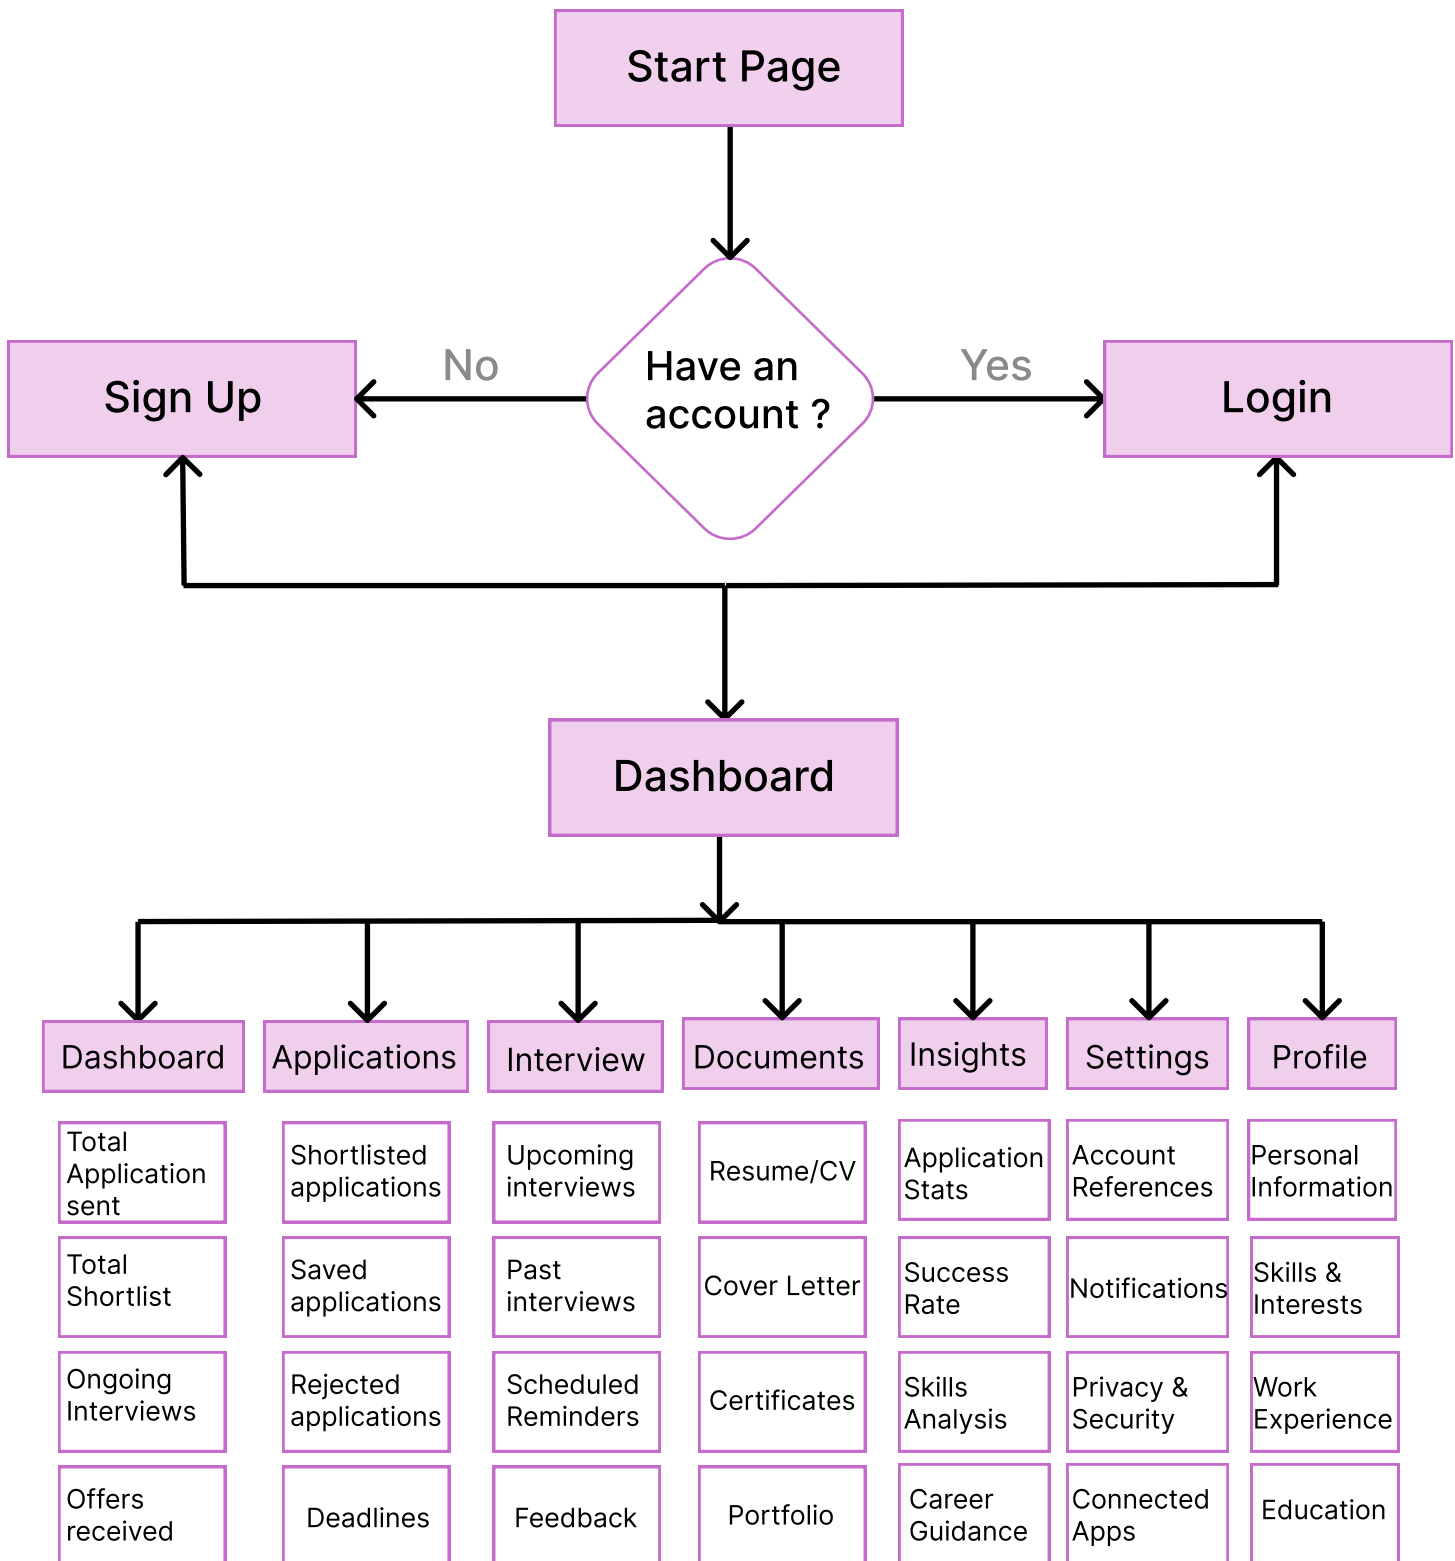 Start Page
Have an
account ?
No
Yes
Sign Up
Login
Dashboard
Dashboard
Applications
Interview
Documents
Insights
Settings
Profile
Total
Application
sent
Shortlisted
applications
Upcoming
interviews
Resume/CV
Application
Stats
Account
References
Personal
Information
Total
Shortlist
Saved
applications
Past
interviews
Cover Letter
Success
Rate
Notifications
Skills &
Interests
Ongoing
Interviews
Rejected
applications
Scheduled
Reminders
Certificates
Skills
Analysis
Privacy &
Security
Work
Experience
Offers
received
Deadlines
Feedback
Portfolio
Career
Guidance
Connected
Apps
Education